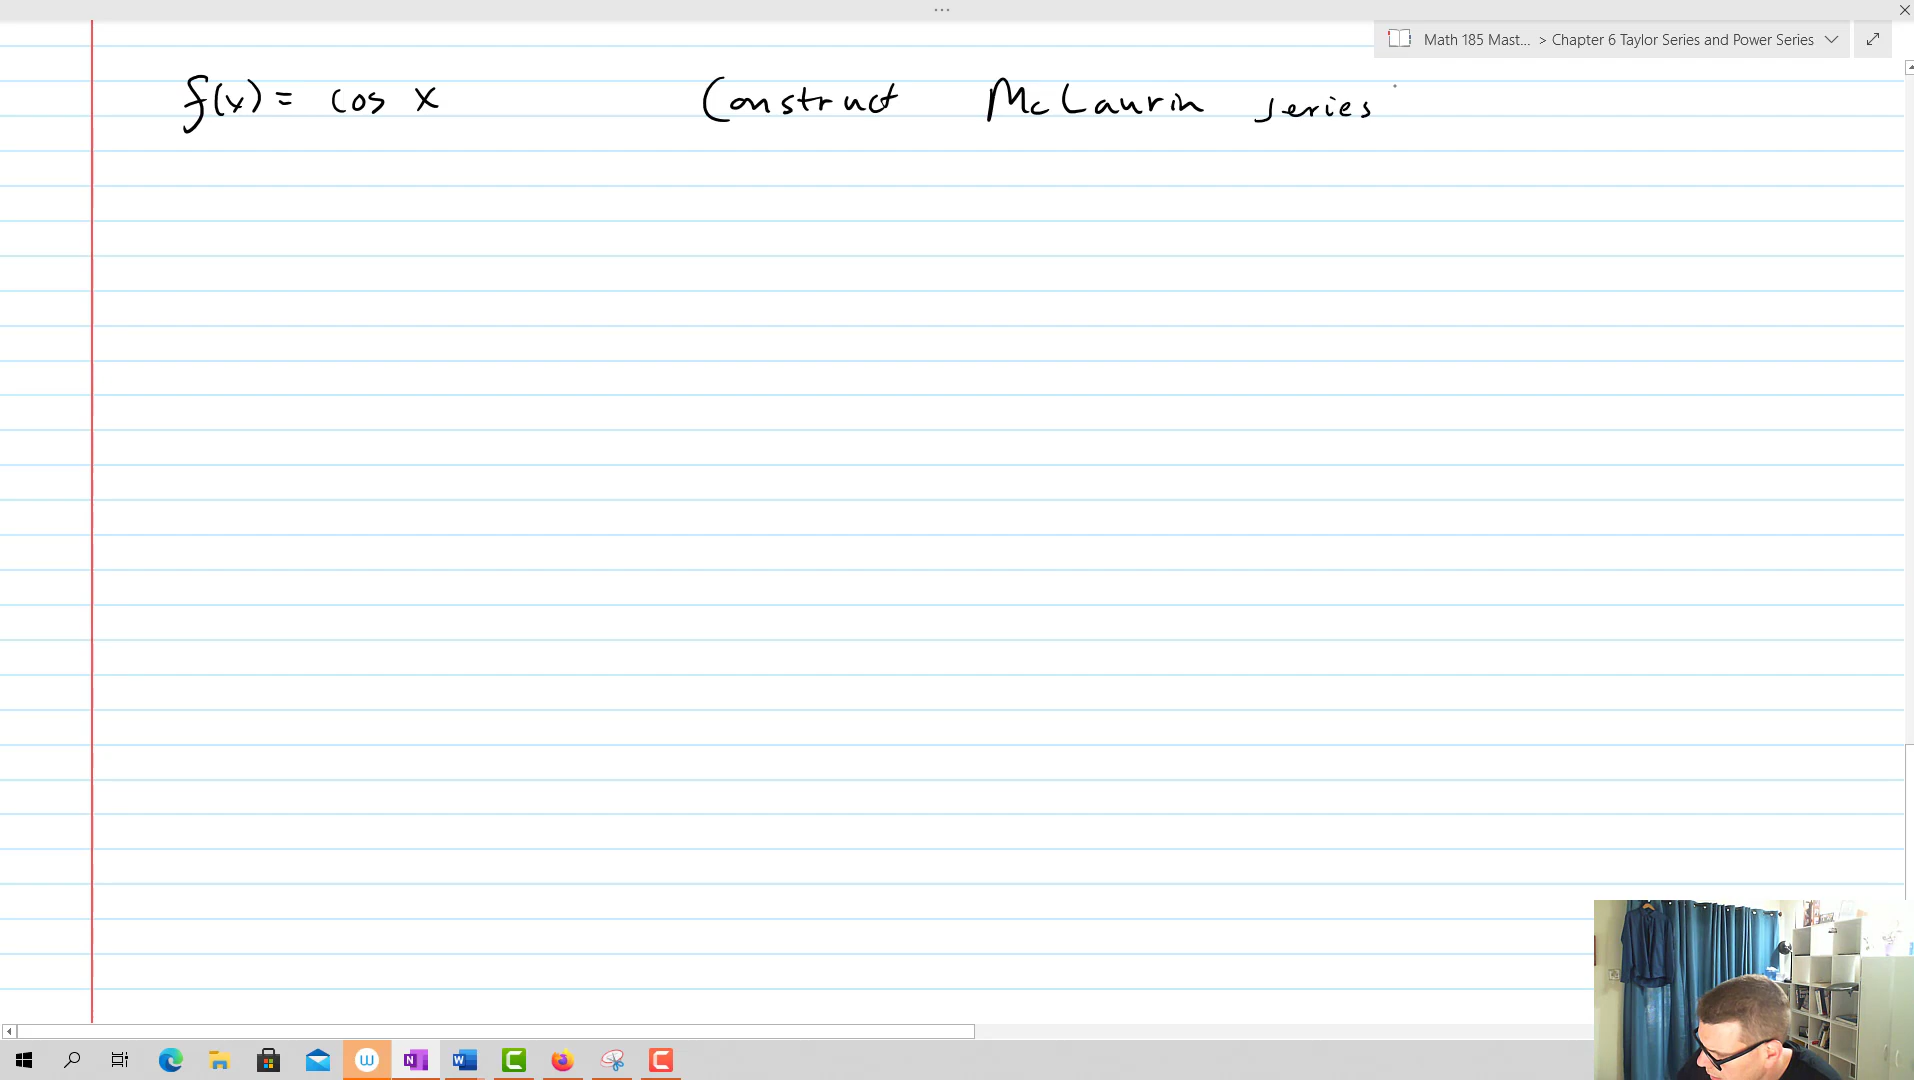 Math 185 Mast... > Chapter 6 Taylor Series and Power Series
f(x) = cos x Construct McLaurin series